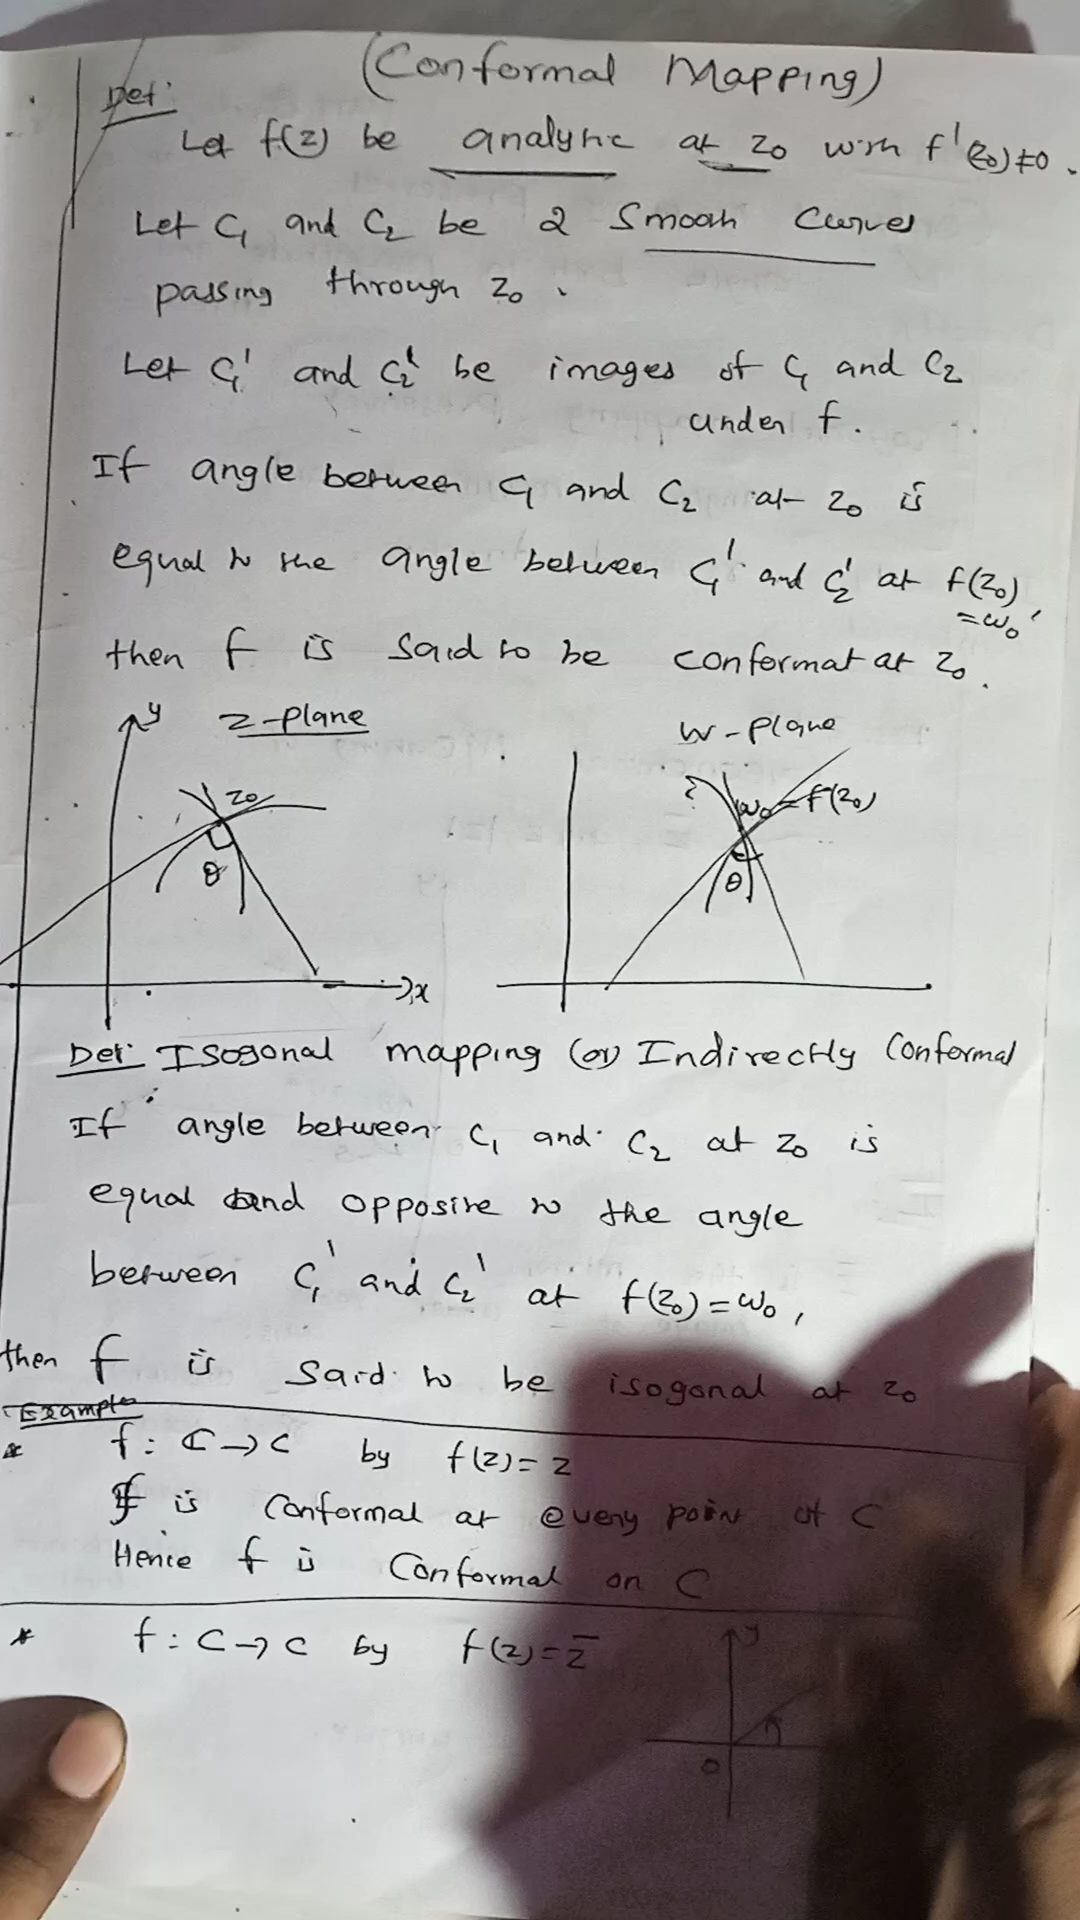 (Conformal Mapping)
Def:
Let f(z) be analytic at z₀ with f'(z₀)≠0.
Let C₁ and C₂ be 2 Smooth Curves
passing through z₀.
Let C₁' and C₂' be images of C₁ and C₂
under f.
If angle between C₁ and C₂ at z₀ is
equal to the angle between C₁' and C₂' at f(z₀)
=ω₀,
then f is said to be conformal at z₀.
y z-plane
w-plane
z₀
ω₀=f(z₀)
θ
θ
x
Def: Isogonal mapping (or) Indirectly Conformal
If angle between C₁ and C₂ at z₀ is
equal and opposite to the angle
between C₁' and C₂' at f(z₀)=ω₀,
then f is said to be isogonal at z₀
Example
* f: C→C by f(z)=z
f is Conformal at every point of C
Hence f is Conformal on C
* f: C→C by f(z)=z̅
y
0